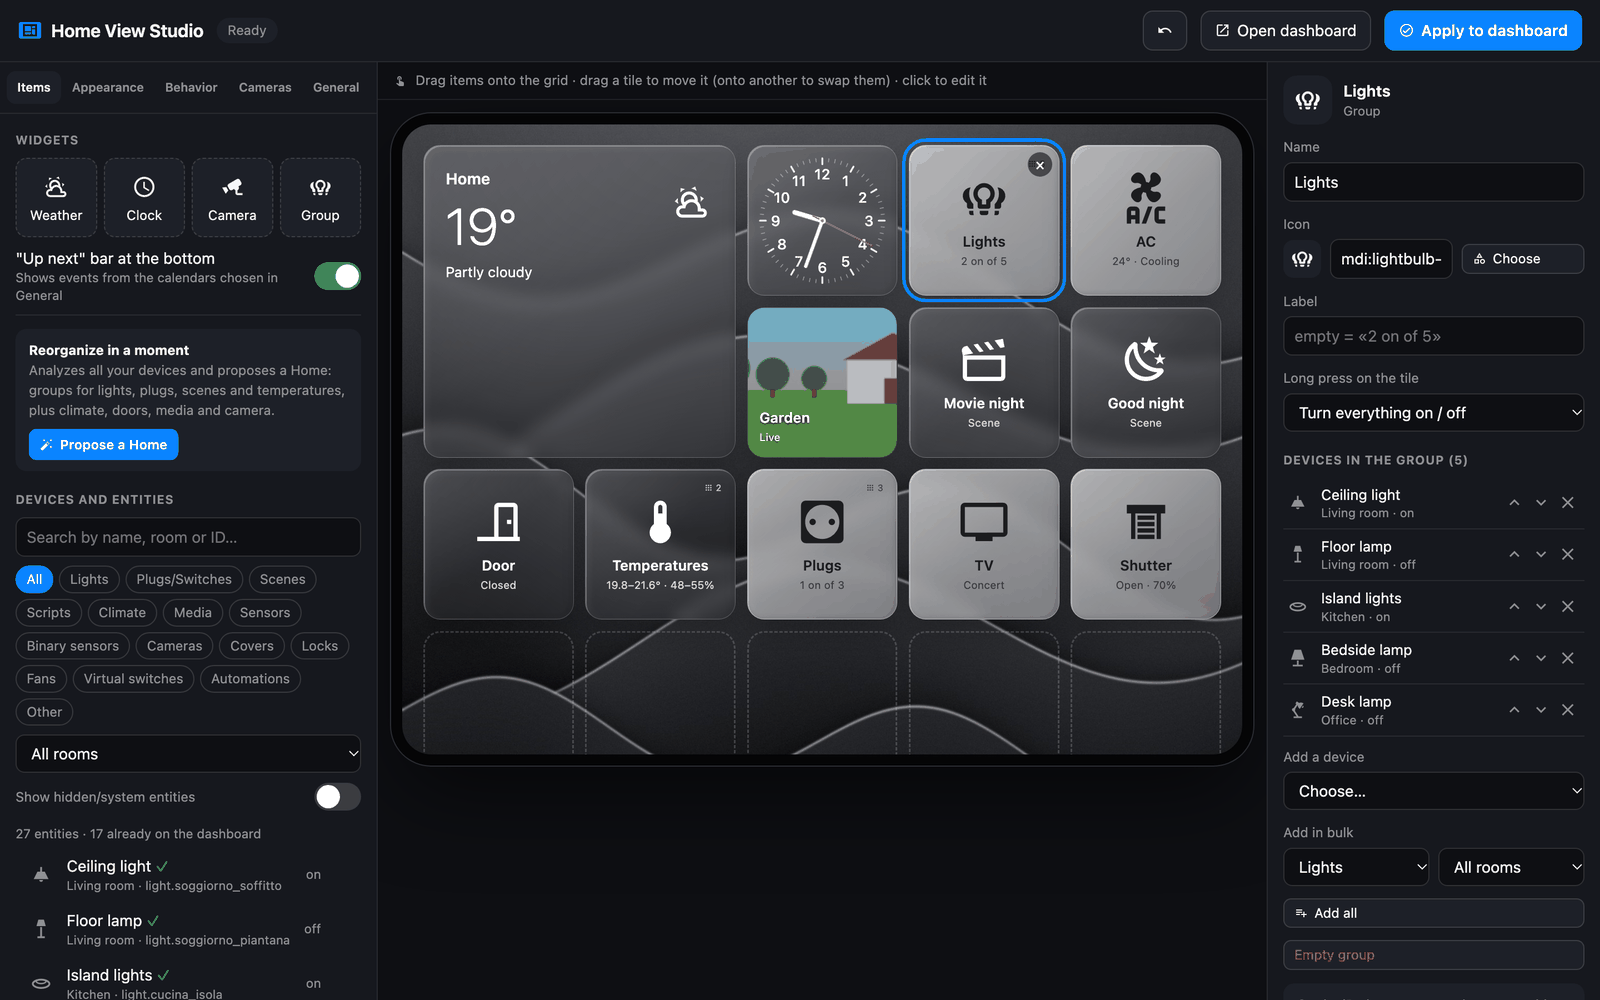 Home View Studio
Ready
Open dashboard
Apply to dashboard
Items
Appearance
Behavior
Cameras
General
Drag items onto the grid · drag a tile to move it (onto another to swap them) · click to edit it
WIDGETS
Weather
Clock
Camera
Group
"Up next" bar at the bottom
Shows events from the calendars chosen in
General
Reorganize in a moment
Analyzes all your devices and proposes a Home:
groups for lights, plugs, scenes and temperatures,
plus climate, doors, media and camera.
Propose a Home
DEVICES AND ENTITIES
Search by name, room or ID...
All
Lights
Plugs/Switches
Scenes
Scripts
Climate
Media
Sensors
Binary sensors
Cameras
Covers
Locks
Fans
Virtual switches
Automations
Other
All rooms
Show hidden/system entities
27 entities · 17 already on the dashboard
Ceiling light
Living room · light.soggiorno_soffitto
on
Floor lamp
Living room · light.soggiorno_piantana
off
Island lights
Kitchen · light.cucina_isola
on
Home
19°
Partly cloudy
12
1
2
3
4
5
6
7
8
9
10
11
Lights
2 on of 5
A/C
AC
24° · Cooling
Garden
Live
Movie night
Scene
Good night
Scene
Door
Closed
2
Temperatures
19.8–21.6° · 48–55%
3
Plugs
1 on of 3
TV
Concert
Shutter
Open · 70%
Lights
Group
Name
Lights
Icon
mdi:lightbulb-
Choose
Label
empty = «2 on of 5»
Long press on the tile
Turn everything on / off
DEVICES IN THE GROUP (5)
Ceiling light
Living room · on
Floor lamp
Living room · off
Island lights
Kitchen · on
Bedside lamp
Bedroom · off
Desk lamp
Office · off
Add a device
Choose...
Add in bulk
Lights
All rooms
Add all
Empty group